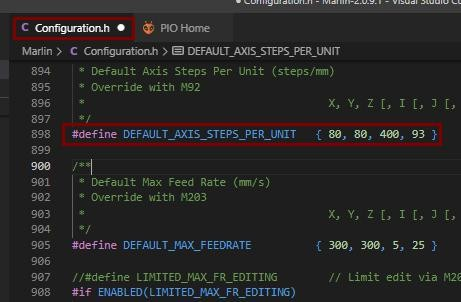 Configuration.h - Marlin-2.0.9.1 - Visual Studio Co
Configuration.h ● PIO Home
Marlin > C Configuration.h > DEFAULT_AXIS_STEPS_PER_UNIT
894 * Default Axis Steps Per Unit (steps/mm)
895 * Override with M92
896 * X, Y, Z [, I [, J [,
897 */
898 #define DEFAULT_AXIS_STEPS_PER_UNIT { 80, 80, 400, 93 }
899
900 /**
901 * Default Max Feed Rate (mm/s)
902 * Override with M203
903 * X, Y, Z [, I [, J [,
904 */
905 #define DEFAULT_MAX_FEEDRATE { 300, 300, 5, 25 }
906
907 //#define LIMITED_MAX_FR_EDITING // Limit edit via M20
908 #if ENABLED(LIMITED_MAX_FR_EDITING)